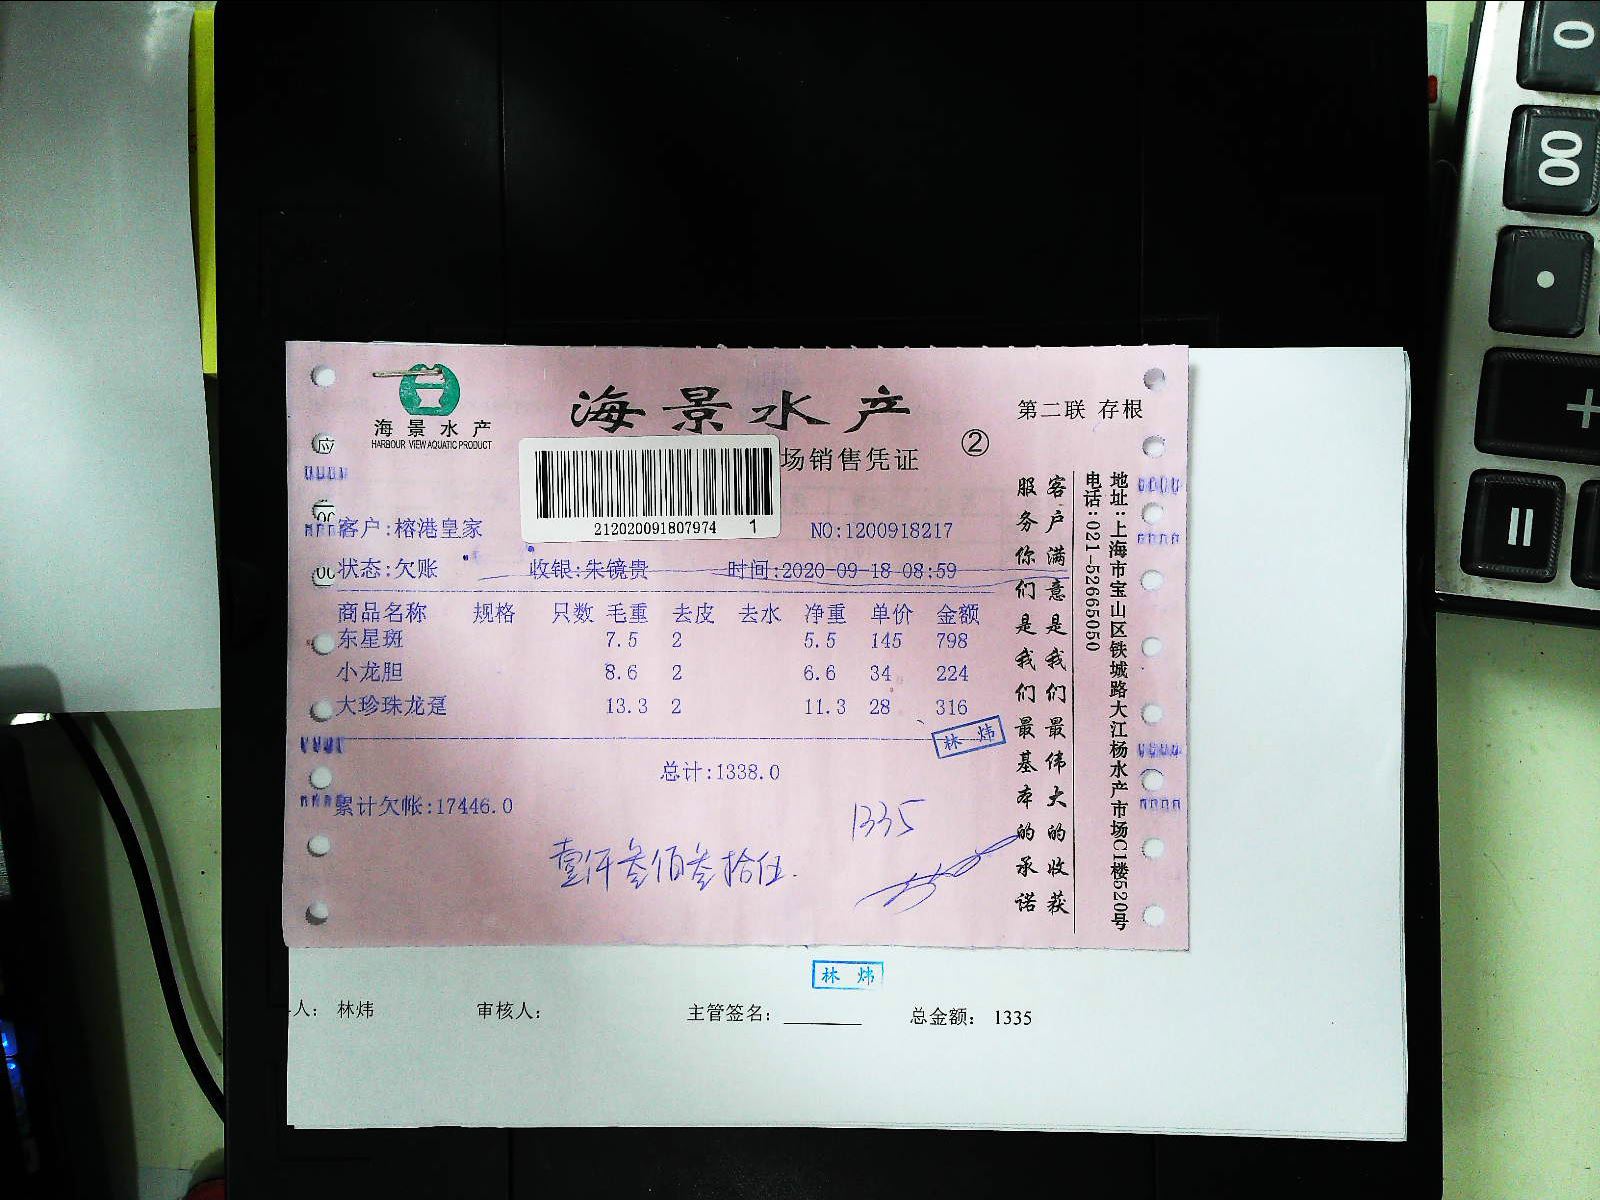 海景水产
HARBOUR VIEW AQUATIC PRODUCT
海景水产
第二联 存根
场销售凭证
②
212020091807974 1
应
客户:榕港皇家
NO:1200918217
状态:欠账 收银:朱镜贵 时间:2020-09-18-08:59
商品名称 规格 只数 毛重 去皮 去水 净重 单价 金额
东星斑 7.5 2 5.5 145 798
小龙胆 8.6 2 6.6 34 224
大珍珠龙趸 13.3 2 11.3 28 316
林炜
总计:1338.0
累计欠帐:17446.0
1335
壹仟叁佰叁拾伍.
客户满意是我们最伟大的收获
服务你们是我们最基本的承诺
地址:上海市宝山区铁城路大江杨水产市场C1楼520号
电话:021-52665050
林炜
人: 林炜 审核人: 主管签名: 总金额: 1335
0
00
+
=